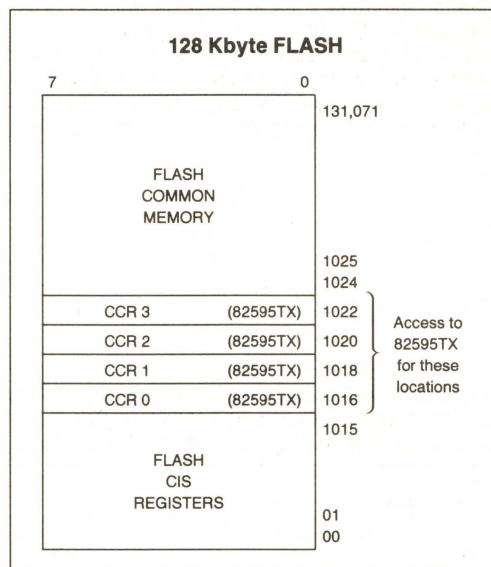 128 Kbyte FLASH
7 0
131,071
FLASH
COMMON
MEMORY
1025
1024
CCR 3 (82595TX) 1022
CCR 2 (82595TX) 1020
CCR 1 (82595TX) 1018
CCR 0 (82595TX) 1016
Access to
82595TX
for these
locations
1015
FLASH
CIS
REGISTERS
01
00